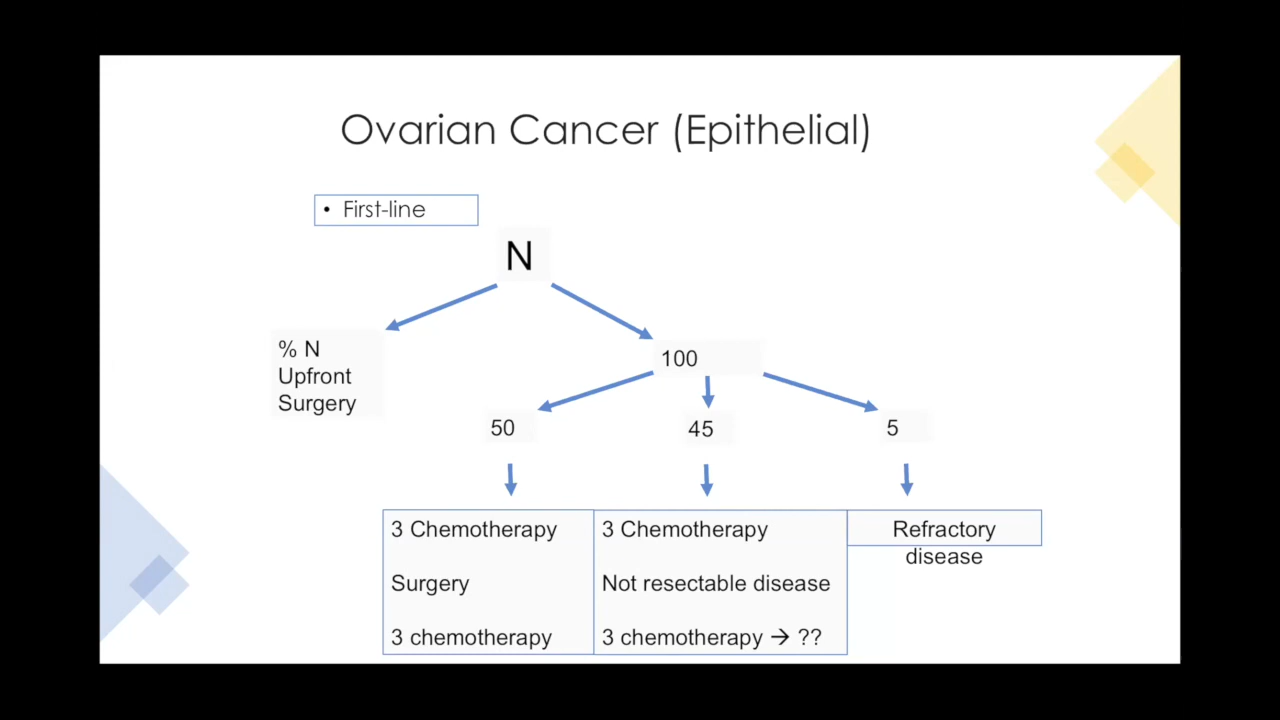 Ovarian Cancer (Epithelial)
• First-line
N
% N
Upfront
Surgery
100
50
45
5
3 Chemotherapy
Surgery
3 chemotherapy
3 Chemotherapy
Not resectable disease
3 chemotherapy → ??
Refractory
disease